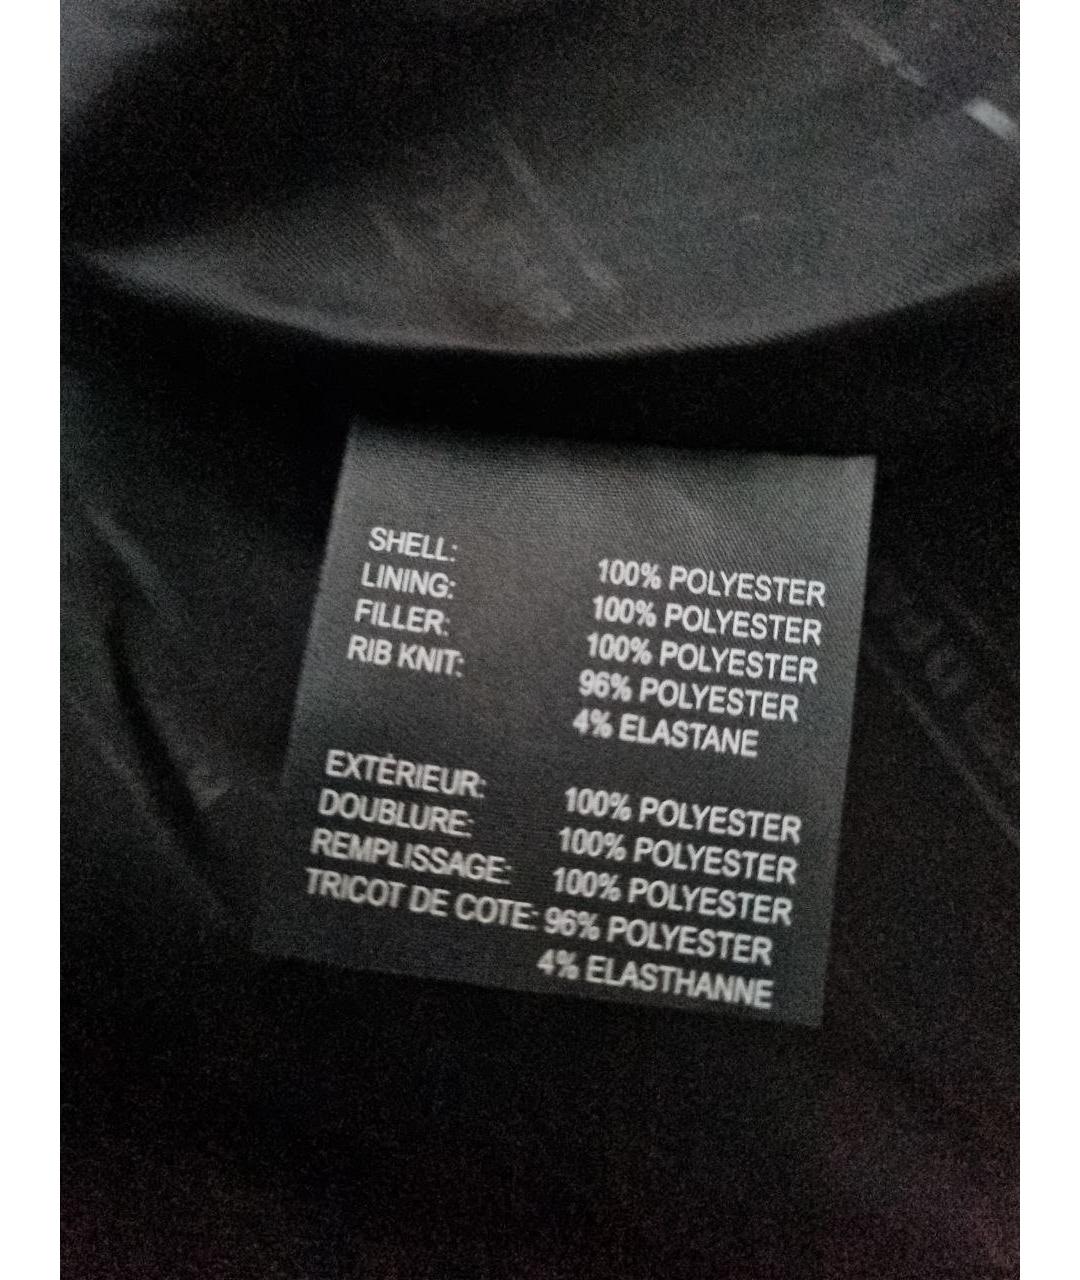 SHELL: 100% POLYESTER
LINING: 100% POLYESTER
FILLER: 100% POLYESTER
RIB KNIT: 96% POLYESTER
4% ELASTANE
EXTÉRIEUR: 100% POLYESTER
DOUBLURE: 100% POLYESTER
REMPLISSAGE: 100% POLYESTER
TRICOT DE COTE: 96% POLYESTER
4% ELASTHANNE